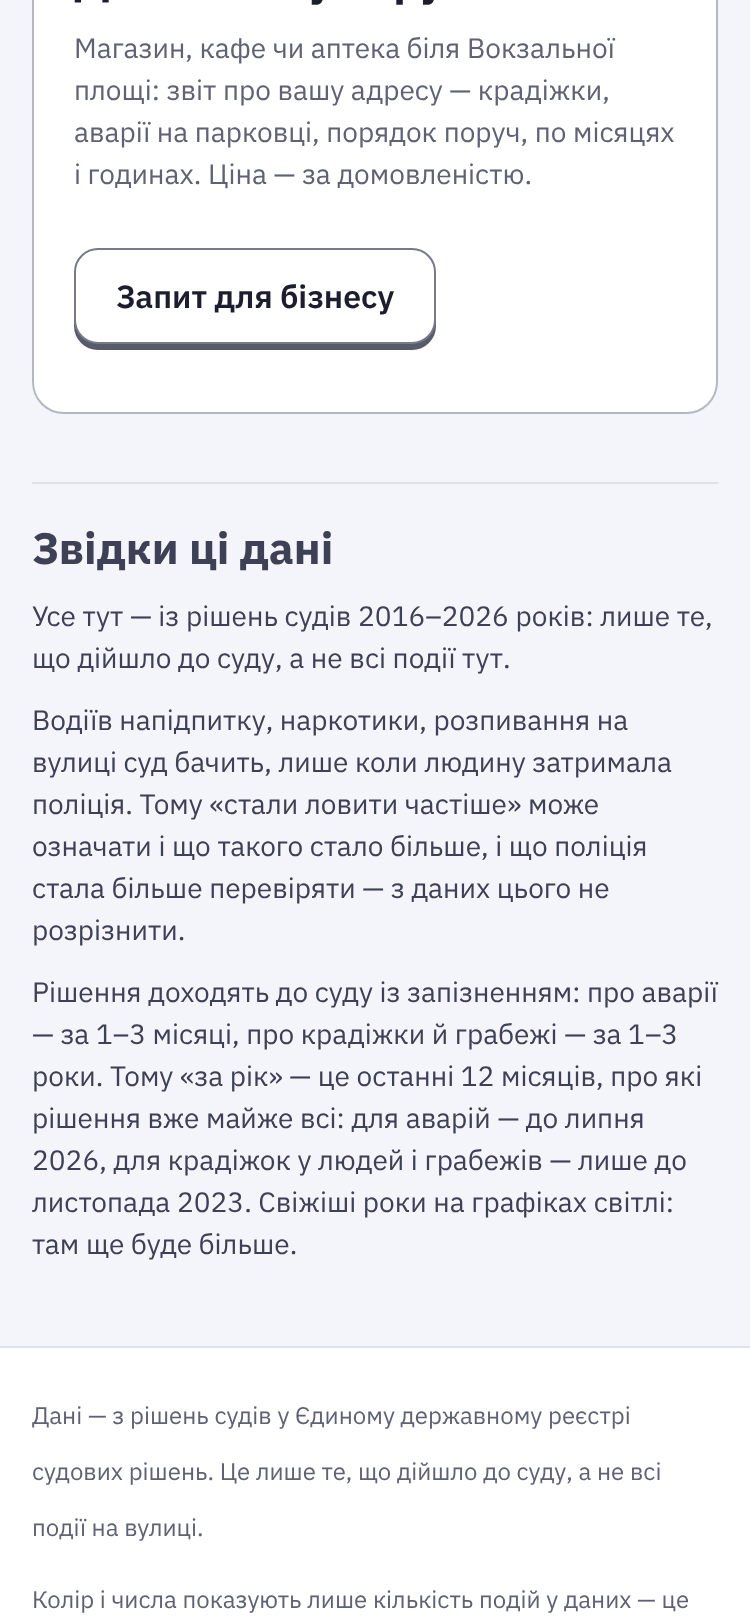 Магазин, кафе чи аптека біля Вокзальної
площі: звіт про вашу адресу — крадіжки,
аварії на парковці, порядок поруч, по місяцях
і годинах. Ціна — за домовленістю.
Запит для бізнесу
Звідки ці дані
Усе тут — із рішень судів 2016–2026 років: лише те,
що дійшло до суду, а не всі події тут.
Водіїв напідпитку, наркотики, розпивання на
вулиці суд бачить, лише коли людину затримала
поліція. Тому «стали ловити частіше» може
означати і що такого стало більше, і що поліція
стала більше перевіряти — з даних цього не
розрізнити.
Рішення доходять до суду із запізненням: про аварії
— за 1–3 місяці, про крадіжки й грабежі — за 1–3
роки. Тому «за рік» — це останні 12 місяців, про які
рішення вже майже всі: для аварій — до липня
2026, для крадіжок у людей і грабежів — лише до
листопада 2023. Свіжіші роки на графіках світлі:
там ще буде більше.
Дані — з рішень судів у Єдиному державному реєстрі
судових рішень. Це лише те, що дійшло до суду, а не всі
події на вулиці.
Колір і числа показують лише кількість подій у даних — це